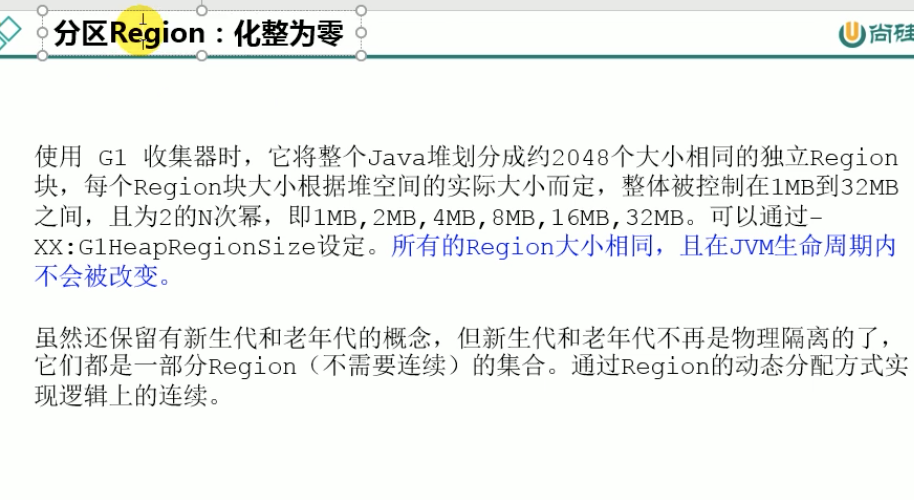 分区Region：化整为零
尚硅
使用 G1 收集器时，它将整个Java堆划分成约2048个大小相同的独立Region
块，每个Region块大小根据堆空间的实际大小而定，整体被控制在1MB到32MB
之间，且为2的N次幂，即1MB,2MB,4MB,8MB,16MB,32MB。可以通过-
XX:G1HeapRegionSize设定。所有的Region大小相同，且在JVM生命周期内
不会被改变。
虽然还保留有新生代和老年代的概念，但新生代和老年代不再是物理隔离的了，
它们都是一部分Region（不需要连续）的集合。通过Region的动态分配方式实
现逻辑上的连续。